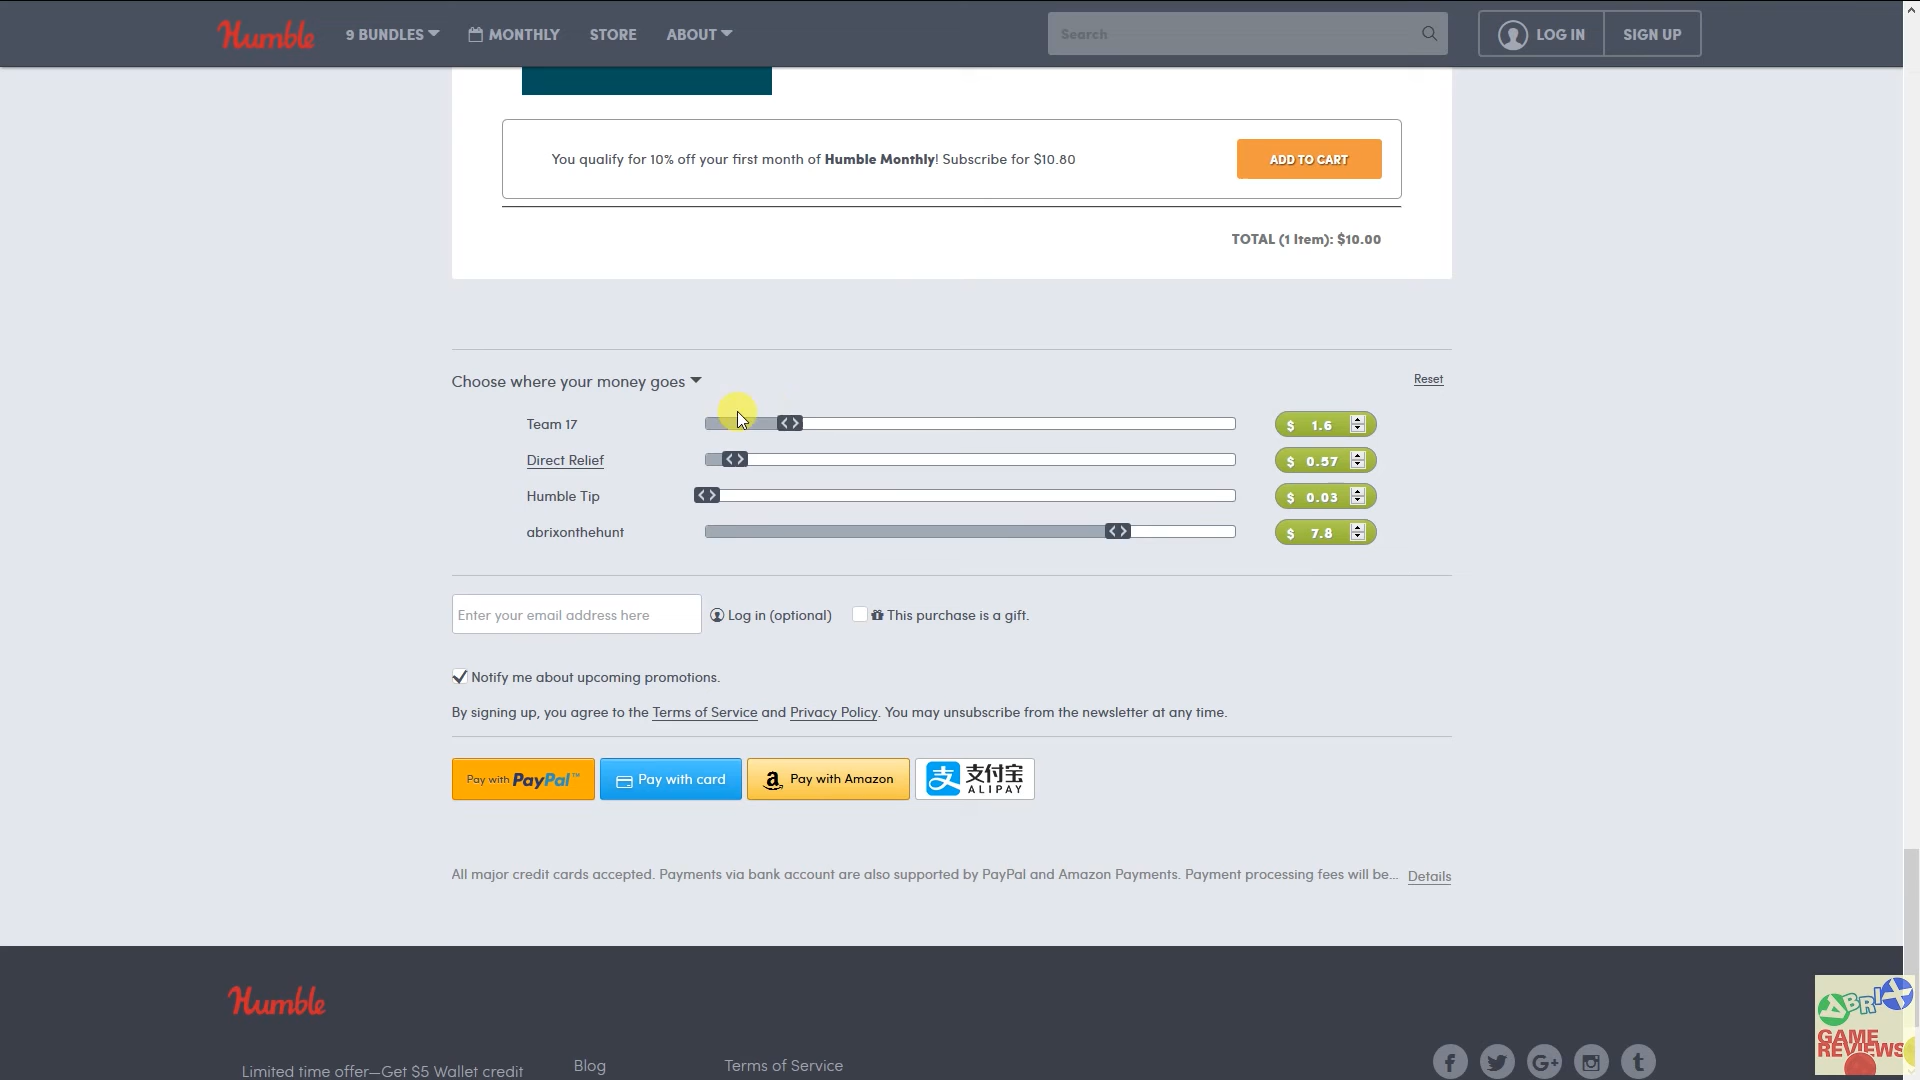 Humble 9 BUNDLES MONTHLY STORE ABOUT Search LOG IN SIGN UP
You qualify for 10% off your first month of Humble Monthly! Subscribe for $10.80 ADD TO CART
TOTAL (1 Item): $10.00
Choose where your money goes Reset
Team 17 $ 1.6
Direct Relief $ 0.57
Humble Tip $ 0.03
abrixonthehunt $ 7.8
Enter your email address here Log in (optional) This purchase is a gift.
Notify me about upcoming promotions.
By signing up, you agree to the Terms of Service and Privacy Policy. You may unsubscribe from the newsletter at any time.
Pay with PayPal™ Pay with card Pay with Amazon 支付宝
ALIPAY
All major credit cards accepted. Payments via bank account are also supported by PayPal and Amazon Payments. Payment processing fees will be... Details
Humble
ABRIX
GAME
REVIEWS
Limited time offer—Get $5 Wallet credit Blog Terms of Service